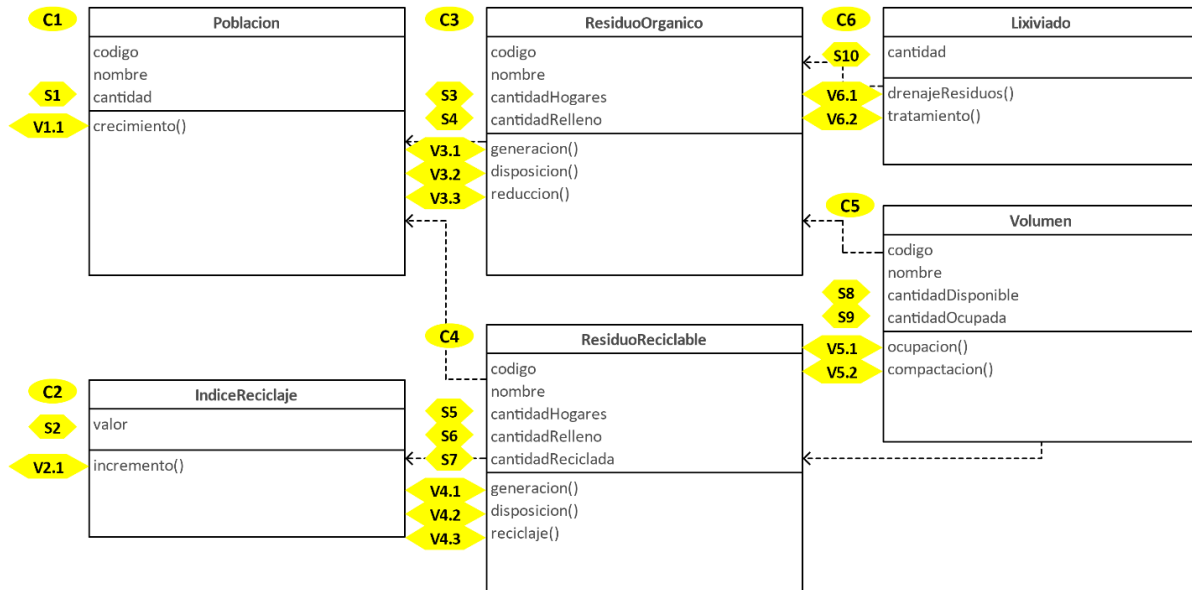 C1
Poblacion
codigo
nombre
S1
cantidad
V1.1
crecimiento()
C3
ResiduoOrganico
codigo
nombre
S3
cantidadHogares
S4
cantidadRelleno
V3.1
generacion()
V3.2
disposicion()
V3.3
reduccion()
C6
Lixiviado
S10
cantidad
V6.1
drenajeResiduos()
V6.2
tratamiento()
C5
Volumen
codigo
nombre
S8
cantidadDisponible
S9
cantidadOcupada
V5.1
ocupacion()
V5.2
compactacion()
C2
IndiceReciclaje
S2
valor
V2.1
incremento()
C4
ResiduoReciclable
codigo
nombre
S5
cantidadHogares
S6
cantidadRelleno
S7
cantidadReciclada
V4.1
generacion()
V4.2
disposicion()
V4.3
reciclaje()